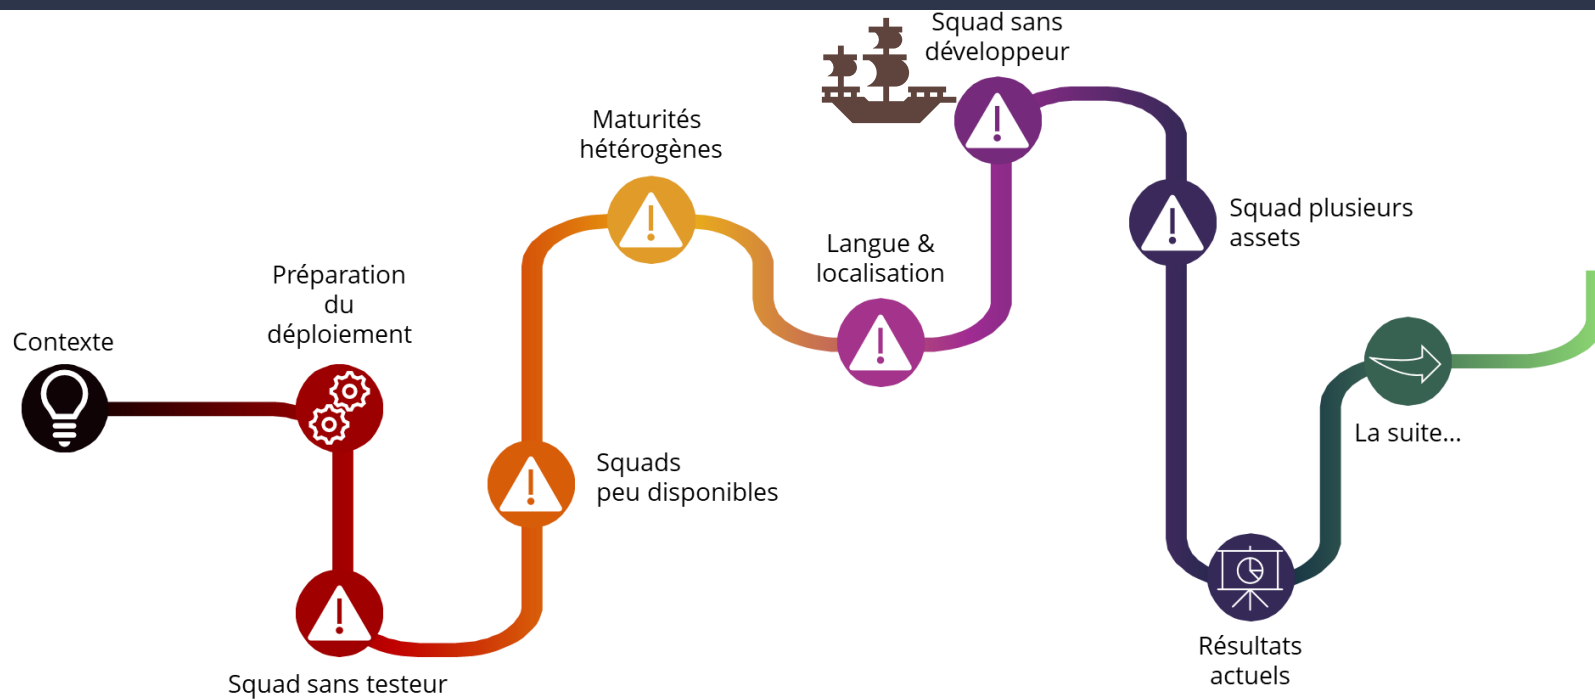 Contexte
Préparation
du
déploiement
Squad sans testeur
Squads
peu disponibles
Maturités
hétérogènes
Langue &
localisation
Squad sans
développeur
Squad plusieurs
assets
Résultats
actuels
La suite...